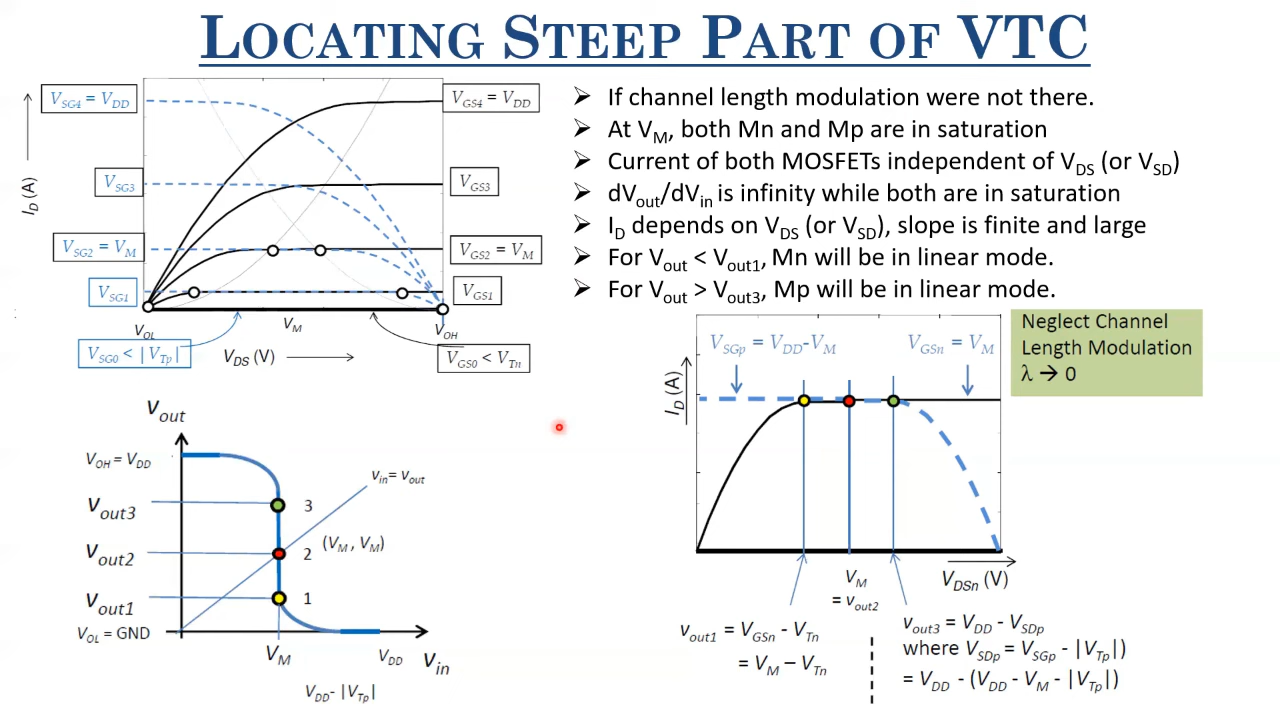 LOCATING STEEP PART OF VTC
V_SG4 = V_DD
V_GS4 = V_DD
I_D (A)
V_SG3
V_GS3
V_SG2 = V_M
V_GS2 = V_M
V_SG1
V_GS1
V_OL
V_M
V_OH
V_SG0 < |V_Tp|
V_DS (V)
V_GS0 < V_Tn
➢ If channel length modulation were not there.
➢ At V_M, both Mn and Mp are in saturation
➢ Current of both MOSFETs independent of V_DS (or V_SD)
➢ dV_out/dV_in is infinity while both are in saturation
➢ I_D depends on V_DS (or V_SD), slope is finite and large
➢ For V_out < V_out1, Mn will be in linear mode.
➢ For V_out > V_out3, Mp will be in linear mode.
V_out
V_OH = V_DD
v_in = v_out
V_out3
3
V_out2
2
(V_M , V_M)
V_out1
1
V_OL = GND
V_M
V_DD
V_in
V_DD - |V_Tp|
V_SGp = V_DD-V_M
V_GSn = V_M
I_D (A)
Neglect Channel
Length Modulation
λ → 0
V_M
= v_out2
V_DSn (V)
v_out1 = V_GSn - V_Tn
= V_M – V_Tn
v_out3 = V_DD - V_SDp
where V_SDp = V_SGp - |V_Tp|)
= V_DD - (V_DD - V_M - |V_Tp|)